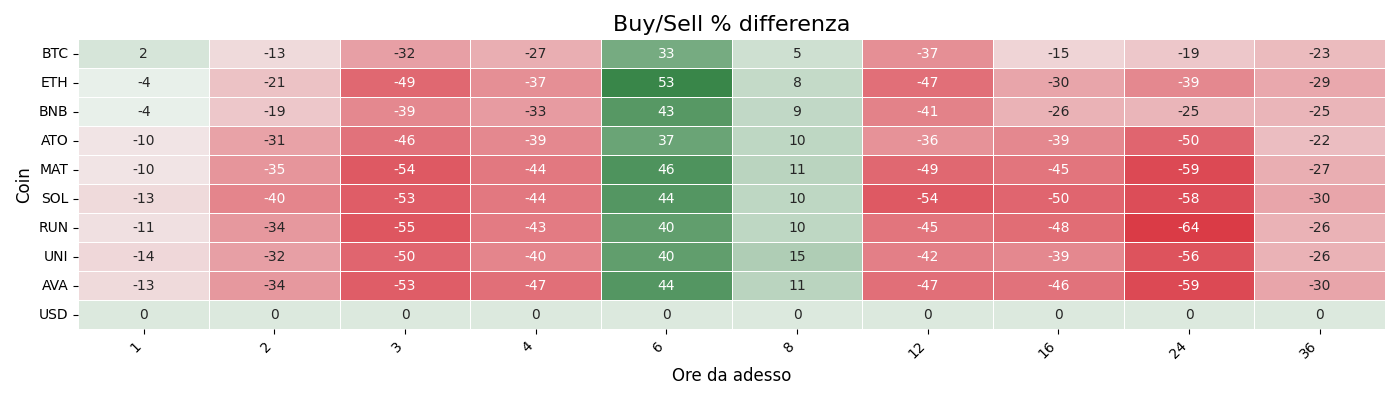 Buy/Sell % differenza
Coin
BTC 2 -13 -32 -27 33 5 -37 -15 -19 -23
ETH -4 -21 -49 -37 53 8 -47 -30 -39 -29
BNB -4 -19 -39 -33 43 9 -41 -26 -25 -25
ATO -10 -31 -46 -39 37 10 -36 -39 -50 -22
MAT -10 -35 -54 -44 46 11 -49 -45 -59 -27
SOL -13 -40 -53 -44 44 10 -54 -50 -58 -30
RUN -11 -34 -55 -43 40 10 -45 -48 -64 -26
UNI -14 -32 -50 -40 40 15 -42 -39 -56 -26
AVA -13 -34 -53 -47 44 11 -47 -46 -59 -30
USD 0 0 0 0 0 0 0 0 0 0
1 2 3 4 6 8 12 16 24 36
Ore da adesso